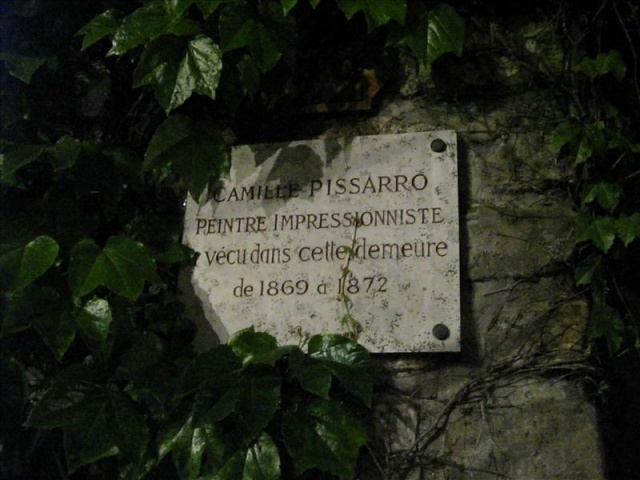 CAMILLE PISSARRO
PEINTRE IMPRESSIONNISTE
vécu dans cette demeure
de 1869 à 1872